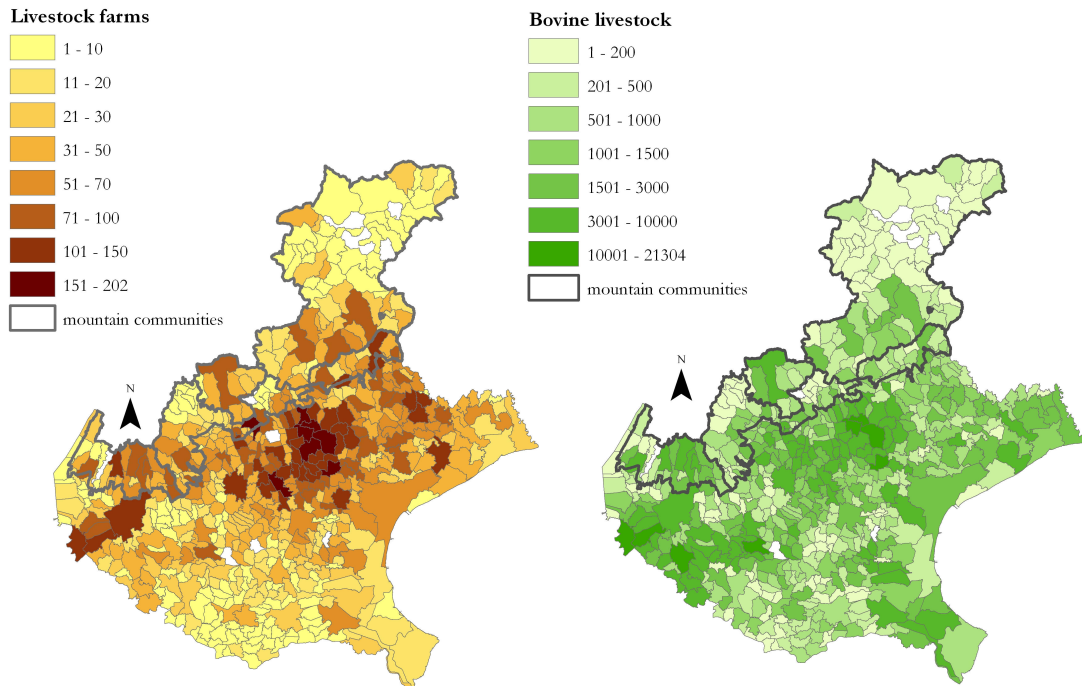 Livestock farms
1 - 10
11 - 20
21 - 30
31 - 50
51 - 70
71 - 100
101 - 150
151 - 202
mountain communities
N
Bovine livestock
1 - 200
201 - 500
501 - 1000
1001 - 1500
1501 - 3000
3001 - 10000
10001 - 21304
mountain communities
N